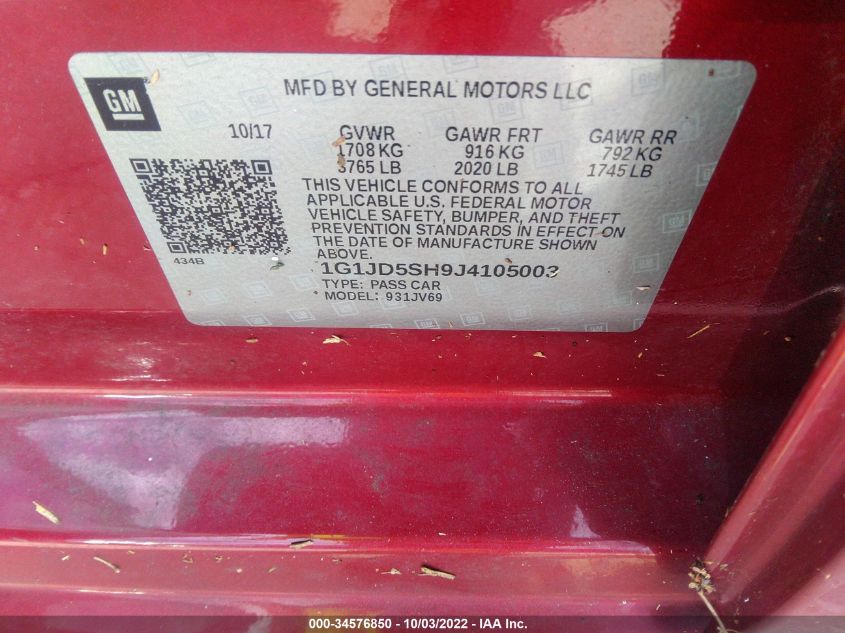 GM
MFD BY GENERAL MOTORS LLC
10/17 GVWR GAWR FRT GAWR RR
1708 KG 916 KG 792 KG
3765 LB 2020 LB 1745 LB
THIS VEHICLE CONFORMS TO ALL
APPLICABLE U.S. FEDERAL MOTOR
VEHICLE SAFETY, BUMPER, AND THEFT
PREVENTION STANDARDS IN EFFECT ON
THE DATE OF MANUFACTURE SHOWN
ABOVE.
434B
1G1JD5SH9J4105003
TYPE: PASS CAR
MODEL: 931JV69
000-34576850 - 10/03/2022 - IAA Inc.